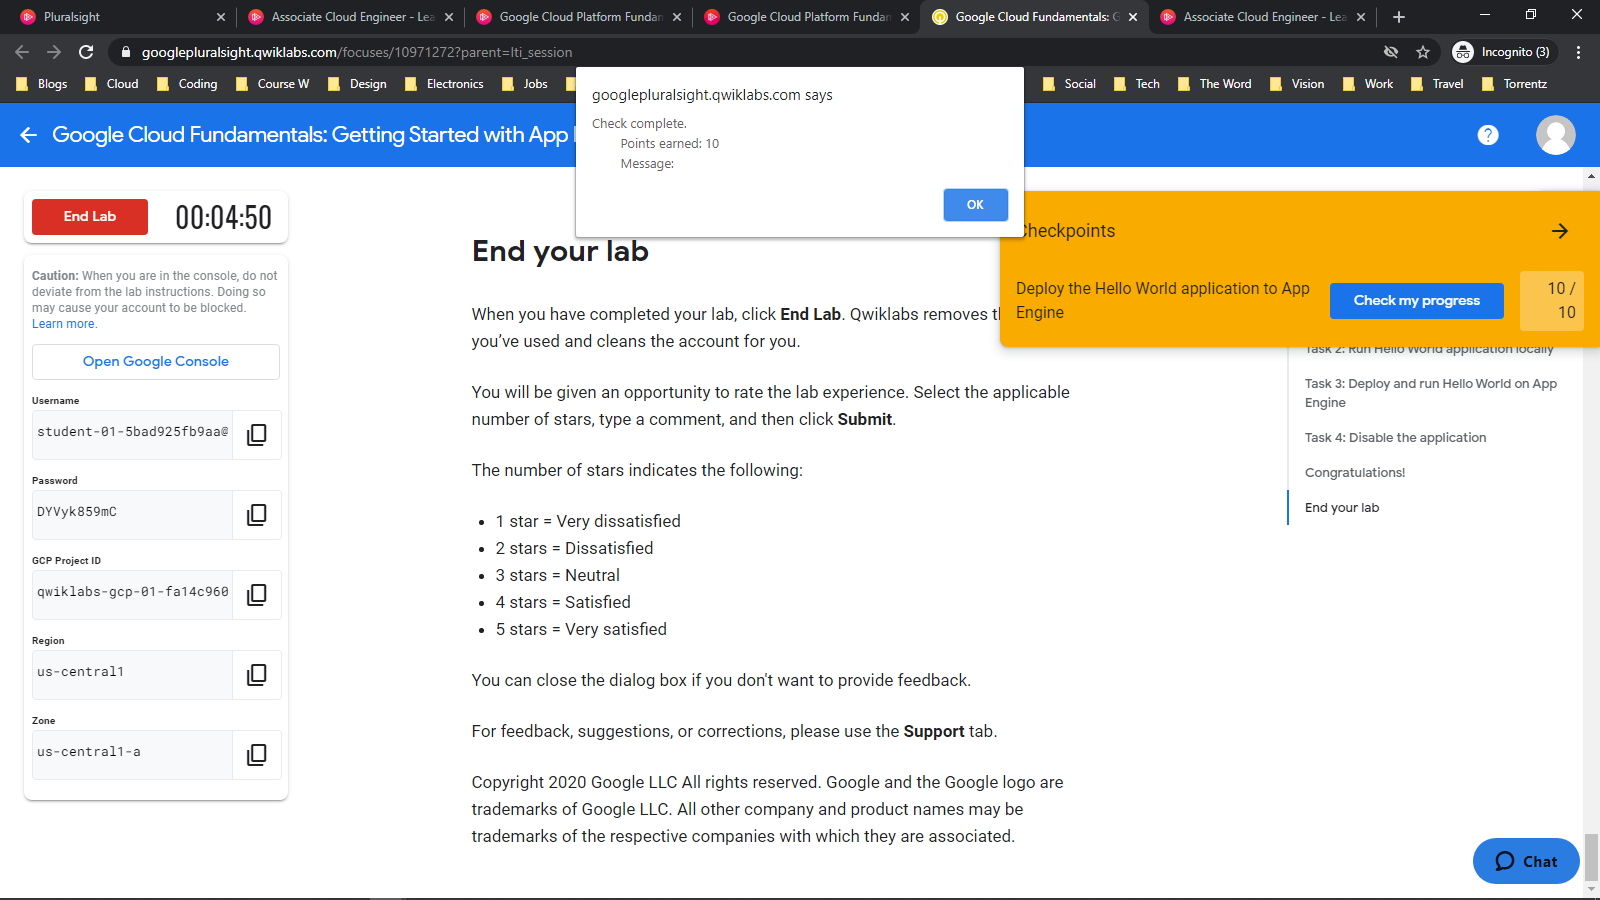 Pluralsight
Associate Cloud Engineer - Lea
Google Cloud Platform Fundar
Google Cloud Platform Fundar
Google Cloud Fundamentals: G
Associate Cloud Engineer - Lea
googlepluralsight.qwiklabs.com/focuses/10971272?parent=lti_session
Incognito (3)
Blogs
Cloud
Coding
Course W
Design
Electronics
Jobs
Social
Tech
The Word
Vision
Work
Travel
Torrentz
googlepluralsight.qwiklabs.com says
Check complete.
Points earned: 10
Message:
OK
Google Cloud Fundamentals: Getting Started with App
?
End Lab
00:04:50
Caution: When you are in the console, do not
deviate from the lab instructions. Doing so
may cause your account to be blocked.
Learn more.
Open Google Console
Username
student-01-5bad925fb9aa@
Password
DYVyk859mC
GCP Project ID
qwiklabs-gcp-01-fa14c960
Region
us-central1
Zone
us-central1-a
End your lab
When you have completed your lab, click End Lab. Qwiklabs removes
you’ve used and cleans the account for you.
You will be given an opportunity to rate the lab experience. Select the applicable
number of stars, type a comment, and then click Submit.
The number of stars indicates the following:
• 1 star = Very dissatisfied
• 2 stars = Dissatisfied
• 3 stars = Neutral
• 4 stars = Satisfied
• 5 stars = Very satisfied
You can close the dialog box if you don't want to provide feedback.
For feedback, suggestions, or corrections, please use the Support tab.
Copyright 2020 Google LLC All rights reserved. Google and the Google logo are
trademarks of Google LLC. All other company and product names may be
trademarks of the respective companies with which they are associated.
Checkpoints
Deploy the Hello World application to App
Engine
Check my progress
10 /
10
Task 2: Run Hello World application locally
Task 3: Deploy and run Hello World on App
Engine
Task 4: Disable the application
Congratulations!
End your lab
Chat